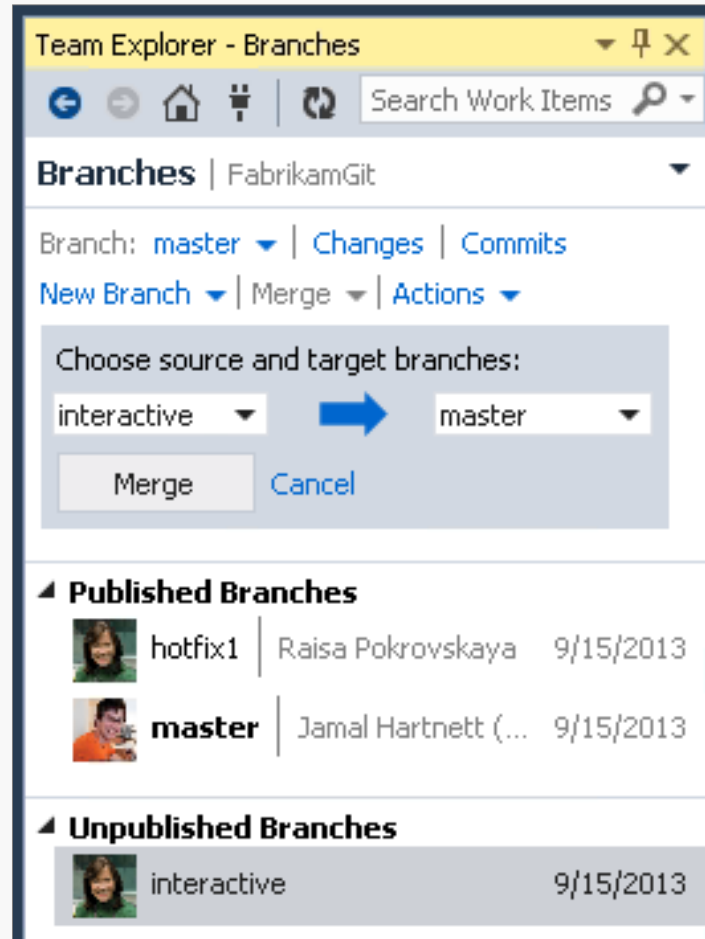 Team Explorer - Branches
Search Work Items
Branches | FabrikamGit
Branch: master | Changes | Commits
New Branch | Merge | Actions
Choose source and target branches:
interactive master
Merge Cancel
Published Branches
hotfix1 | Raisa Pokrovskaya 9/15/2013
master | Jamal Hartnett (... 9/15/2013
Unpublished Branches
interactive 9/15/2013